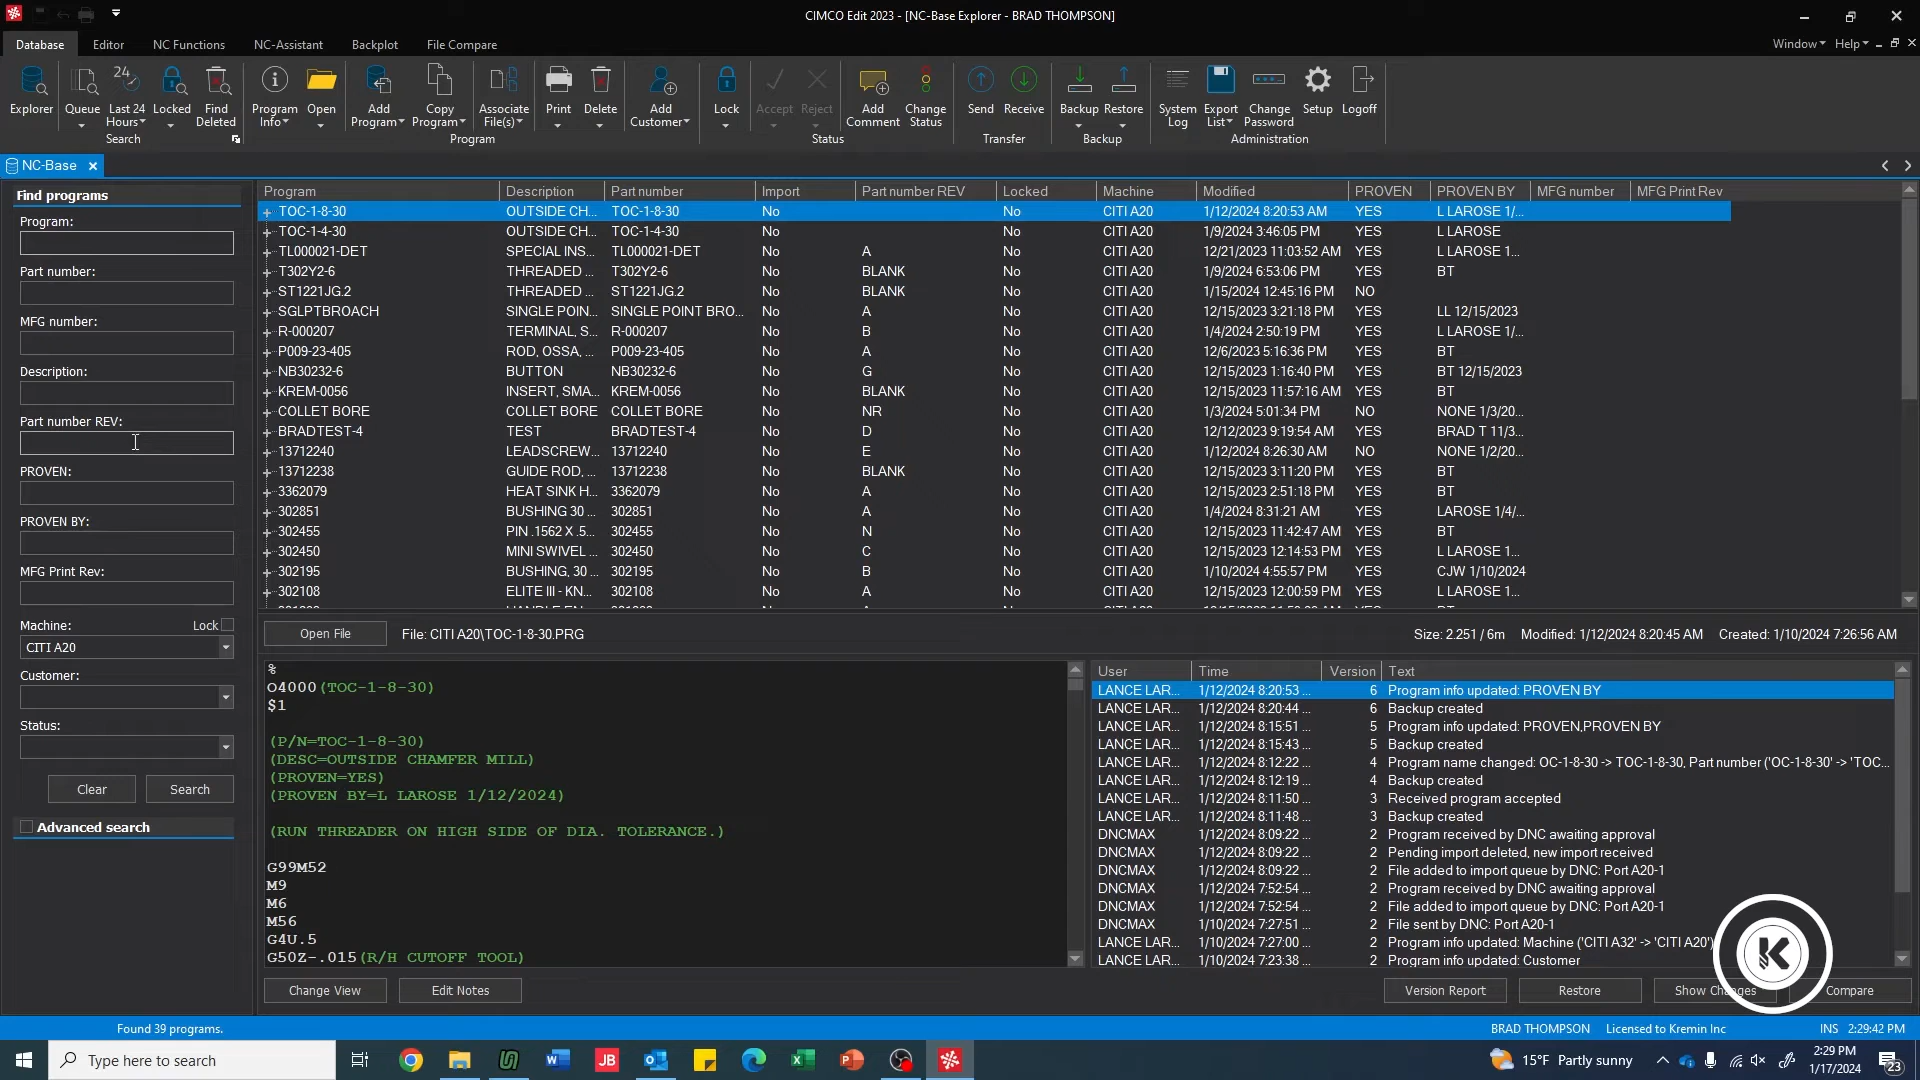 CIMCO Edit 2023 - [NC-Base Explorer - BRAD THOMPSON]
Database Editor NC Functions NC-Assistant Backplot File Compare Window Help
Explorer Queue Last 24 Hours Locked Find Deleted Program Info Open Add Program Copy Program Associate File(s) Print Delete Add Customer Lock Accept Reject Add Comment Change Status Send Receive Backup Restore System Log Export List Change Password Setup Logoff
24
Search Program Status Transfer Backup Administration
NC-Base
Find programs
Program:
Part number:
MFG number:
Description:
Part number REV:
PROVEN:
PROVEN BY:
MFG Print Rev:
Machine: Lock
CITI A20
Customer:
Status:
Clear Search
Advanced search
Program Description Part number Import Part number REV Locked Machine Modified PROVEN PROVEN BY MFG number MFG Print Rev
TOC-1-8-30 OUTSIDE CH... TOC-1-8-30 No No CITI A20 1/12/2024 8:20:53 AM YES L LAROSE 1/...
TOC-1-4-30 OUTSIDE CH... TOC-1-4-30 No No CITI A20 1/9/2024 3:46:05 PM YES L LAROSE
TL000021-DET SPECIAL INS... TL000021-DET No A No CITI A20 12/21/2023 11:03:52 AM YES L LAROSE 1...
T302Y2-6 THREADED ... T302Y2-6 No BLANK No CITI A20 1/9/2024 6:53:06 PM YES BT
ST1221JG.2 THREADED ... ST1221JG.2 No BLANK No CITI A20 1/15/2024 12:45:16 PM NO
SGLPTBROACH SINGLE POIN... SINGLE POINT BRO... No A No CITI A20 12/15/2023 3:21:18 PM YES LL 12/15/2023
R-000207 TERMINAL, S... R-000207 No B No CITI A20 1/4/2024 2:50:19 PM YES L LAROSE 1/...
P009-23-405 ROD, OSSA, ... P009-23-405 No A No CITI A20 12/6/2023 5:16:36 PM YES BT
NB30232-6 BUTTON NB30232-6 No G No CITI A20 12/15/2023 1:16:40 PM YES BT 12/15/2023
KREM-0056 INSERT, SMA... KREM-0056 No BLANK No CITI A20 12/15/2023 11:57:16 AM YES BT
COLLET BORE COLLET BORE COLLET BORE No NR No CITI A20 1/3/2024 5:01:34 PM NO NONE 1/3/20...
BRADTEST-4 TEST BRADTEST-4 No D No CITI A20 12/12/2023 9:19:54 AM YES BRAD T 11/3...
13712240 LEADSCREW... 13712240 No E No CITI A20 1/12/2024 8:26:30 AM NO NONE 1/2/20...
13712238 GUIDE ROD, ... 13712238 No BLANK No CITI A20 12/15/2023 3:11:20 PM YES BT
3362079 HEAT SINK H... 3362079 No A No CITI A20 12/15/2023 2:51:18 PM YES BT
302851 BUSHING 30 ... 302851 No A No CITI A20 1/4/2024 8:31:21 AM YES LAROSE 1/4/...
302455 PIN .1562 X .5... 302455 No N No CITI A20 12/15/2023 11:42:47 AM YES BT
302450 MINI SWIVEL ... 302450 No C No CITI A20 12/15/2023 12:14:53 PM YES L LAROSE 1...
302195 BUSHING, 30 ... 302195 No B No CITI A20 1/10/2024 4:55:57 PM YES CJW 1/10/2024
302108 ELITE III - KN... 302108 No A No CITI A20 12/15/2023 12:00:59 PM YES L LAROSE 1...
Open File File: CITI A20\TOC-1-8-30.PRG Size: 2.251 / 6m Modified: 1/12/2024 8:20:45 AM Created: 1/10/2024 7:26:56 AM
%
O4000(TOC-1-8-30)
$1
(P/N=TOC-1-8-30)
(DESC=OUTSIDE CHAMFER MILL)
(PROVEN=YES)
(PROVEN BY=L LAROSE 1/12/2024)
(RUN THREADER ON HIGH SIDE OF DIA. TOLERANCE.)
G99M52
M9
M6
M56
G4U.5
G50Z-.015(R/H CUTOFF TOOL)
User Time Version Text
LANCE LAR... 1/12/2024 8:20:53 ... 6 Program info updated: PROVEN BY
LANCE LAR... 1/12/2024 8:20:44 ... 6 Backup created
LANCE LAR... 1/12/2024 8:15:51 ... 5 Program info updated: PROVEN,PROVEN BY
LANCE LAR... 1/12/2024 8:15:43 ... 5 Backup created
LANCE LAR... 1/12/2024 8:12:22 ... 4 Program name changed: OC-1-8-30 -> TOC-1-8-30, Part number ('OC-1-8-30' -> 'TOC...
LANCE LAR... 1/12/2024 8:12:19 ... 4 Backup created
LANCE LAR... 1/12/2024 8:11:50 ... 3 Received program accepted
LANCE LAR... 1/12/2024 8:11:48 ... 3 Backup created
DNCMAX 1/12/2024 8:09:22 ... 2 Program received by DNC awaiting approval
DNCMAX 1/12/2024 8:09:22 ... 2 Pending import deleted, new import received
DNCMAX 1/12/2024 8:09:22 ... 2 File added to import queue by DNC: Port A20-1
DNCMAX 1/12/2024 7:52:54 ... 2 Program received by DNC awaiting approval
DNCMAX 1/12/2024 7:52:54 ... 2 File added to import queue by DNC: Port A20-1
DNCMAX 1/10/2024 7:27:51 ... 2 File sent by DNC: Port A20-1
LANCE LAR... 1/10/2024 7:27:00 ... 2 Program info updated: Machine ('CITI A32' -> 'CITI A20')
LANCE LAR... 1/10/2024 7:23:38 ... 2 Program info updated: Customer
Change View Edit Notes Version Report Restore Show Changes Compare
K
Found 39 programs. BRAD THOMPSON Licensed to Kremin Inc INS 2:29:42 PM
Type here to search JB 15°F Partly sunny 2:29 PM
1/17/2024 23